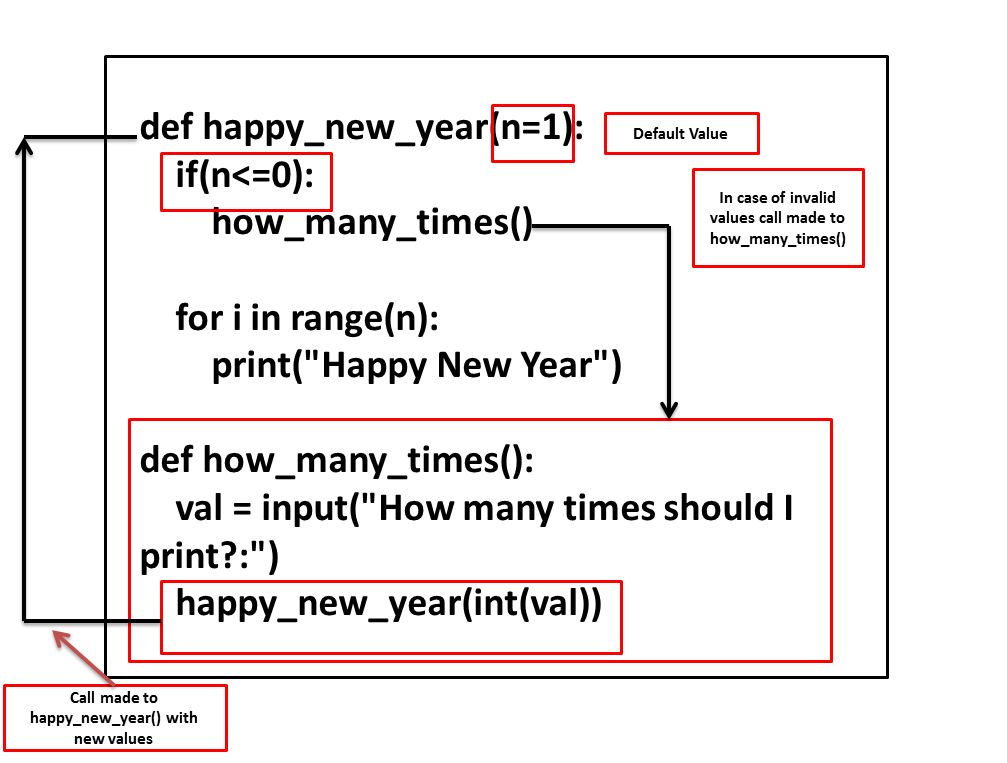 def happy_new_year(n=1):
Default Value
if(n<=0):
In case of invalid
values call made to
how_many_times()
how_many_times()
for i in range(n):
print("Happy New Year")
def how_many_times():
val = input("How many times should I
print?:")
happy_new_year(int(val))
Call made to
happy_new_year() with
new values